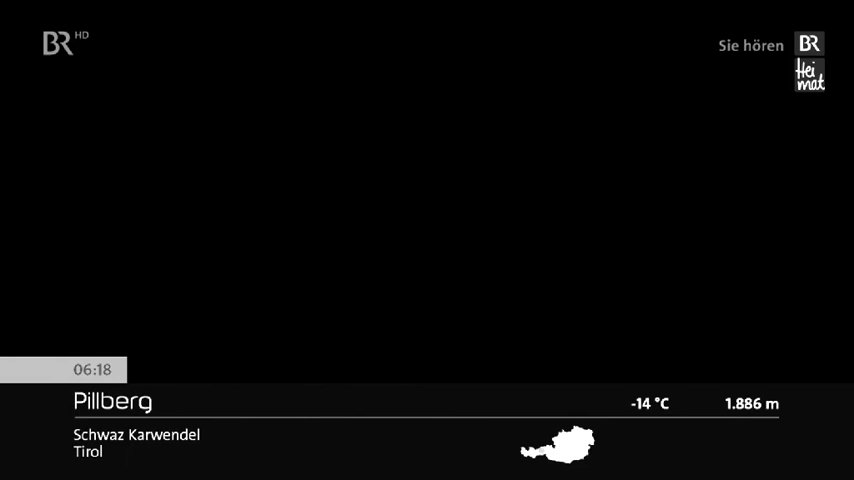 BR HD
Sie hören BR
Hei
mat
06:18
Pillberg
-14 °C
1.886 m
Schwaz Karwendel
Tirol